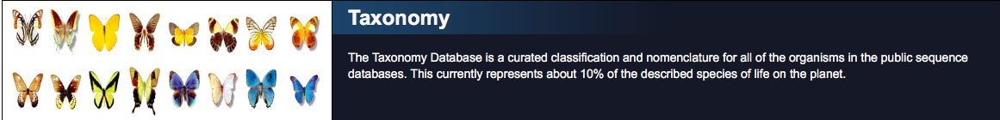 Taxonomy
The Taxonomy Database is a curated classification and nomenclature for all of the organisms in the public sequence
databases. This currently represents about 10% of the described species of life on the planet.